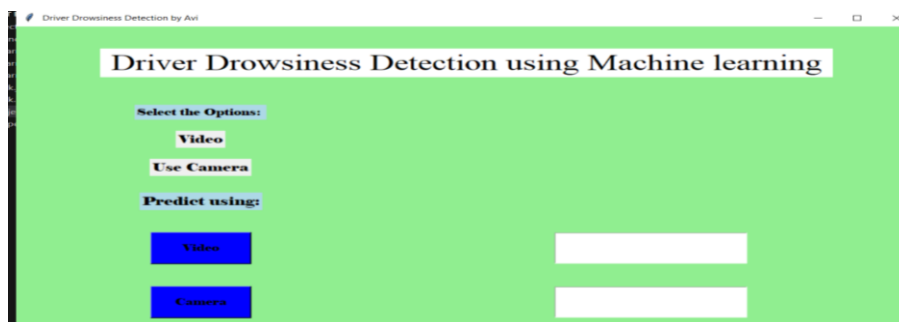 Driver Drowsiness Detection by Avi
Driver Drowsiness Detection using Machine learning
Select the Options:
Video
Use Camera
Predict using:
Video
Camera